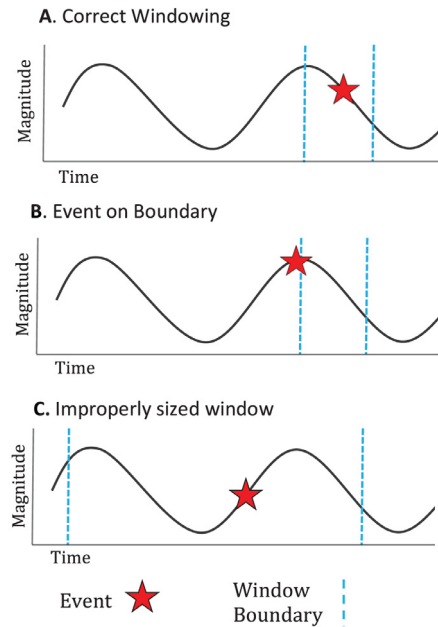 A. Correct Windowing
Magnitude
Time
B. Event on Boundary
Magnitude
Time
C. Improperly sized window
Magnitude
Time
Event
Window
Boundary